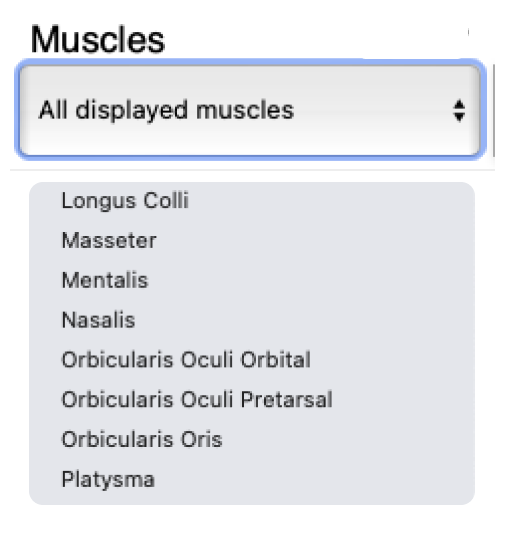 Muscles
All displayed muscles
Longus Colli
Masseter
Mentalis
Nasalis
Orbicularis Oculi Orbital
Orbicularis Oculi Pretarsal
Orbicularis Oris
Platysma